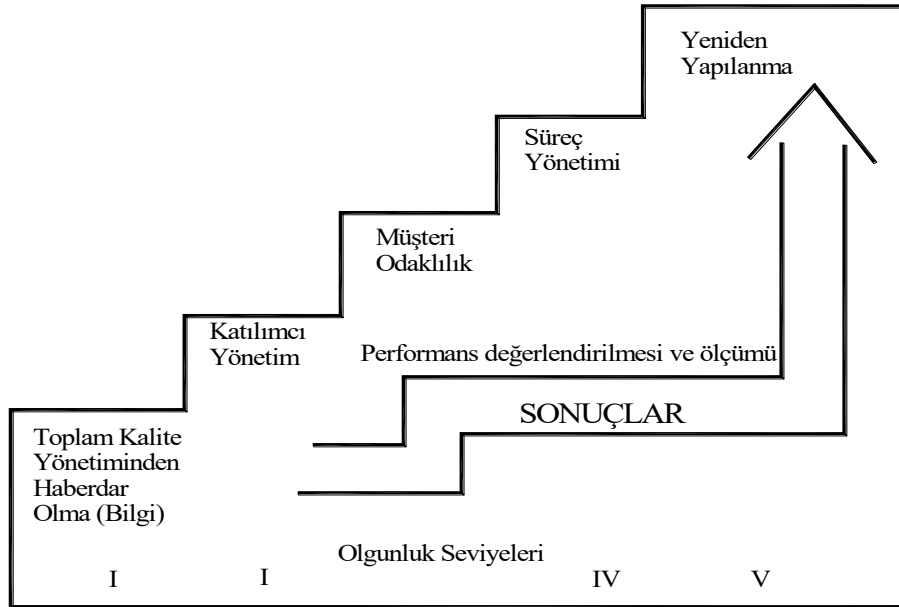 Yeniden
Yapılanma
Süreç
Yönetimi
Müşteri
Odaklılık
Katılımcı
Yönetim
Performans değerlendirilmesi ve ölçümü
SONUÇLAR
Toplam Kalite
Yönetiminden
Haberdar
Olma (Bilgi)
Olgunluk Seviyeleri
I I IV V